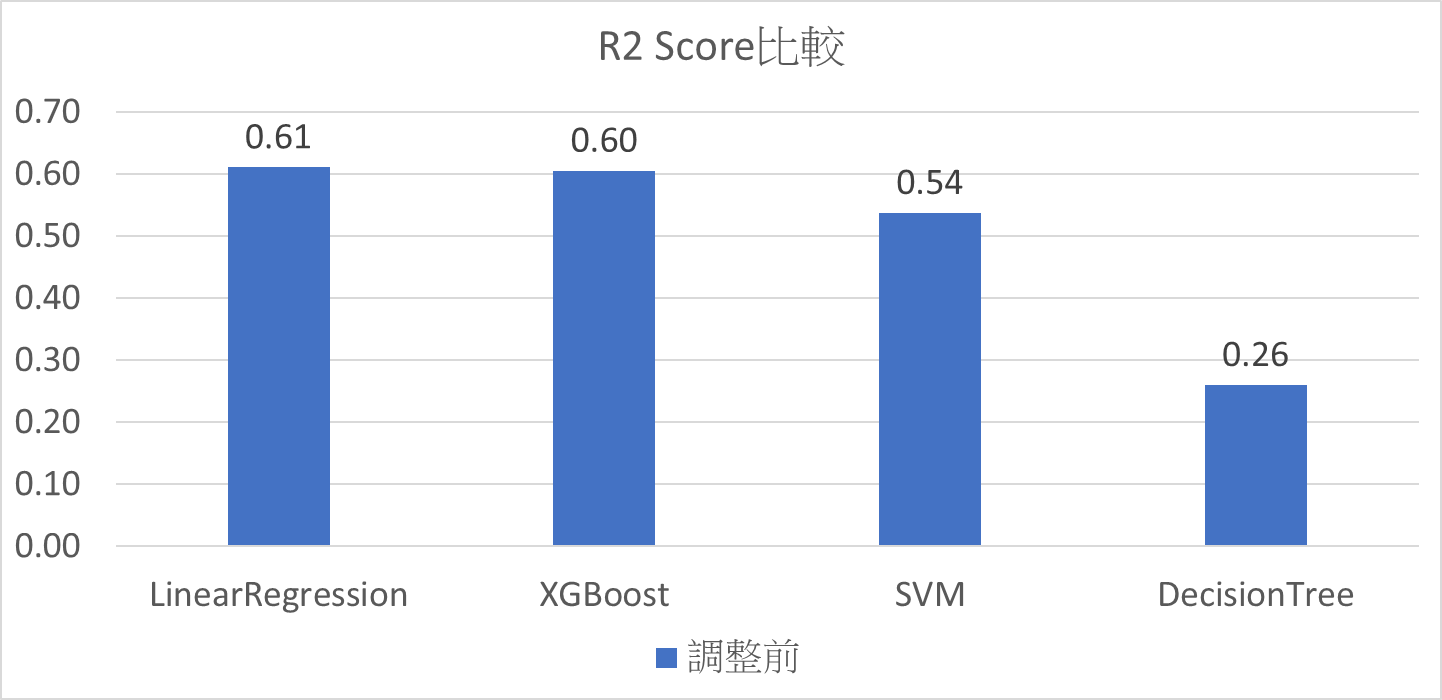 R2 Score比較
0.70
0.60
0.50
0.40
0.30
0.20
0.10
0.00
0.61
0.60
0.54
0.26
LinearRegression
XGBoost
SVM
DecisionTree
調整前